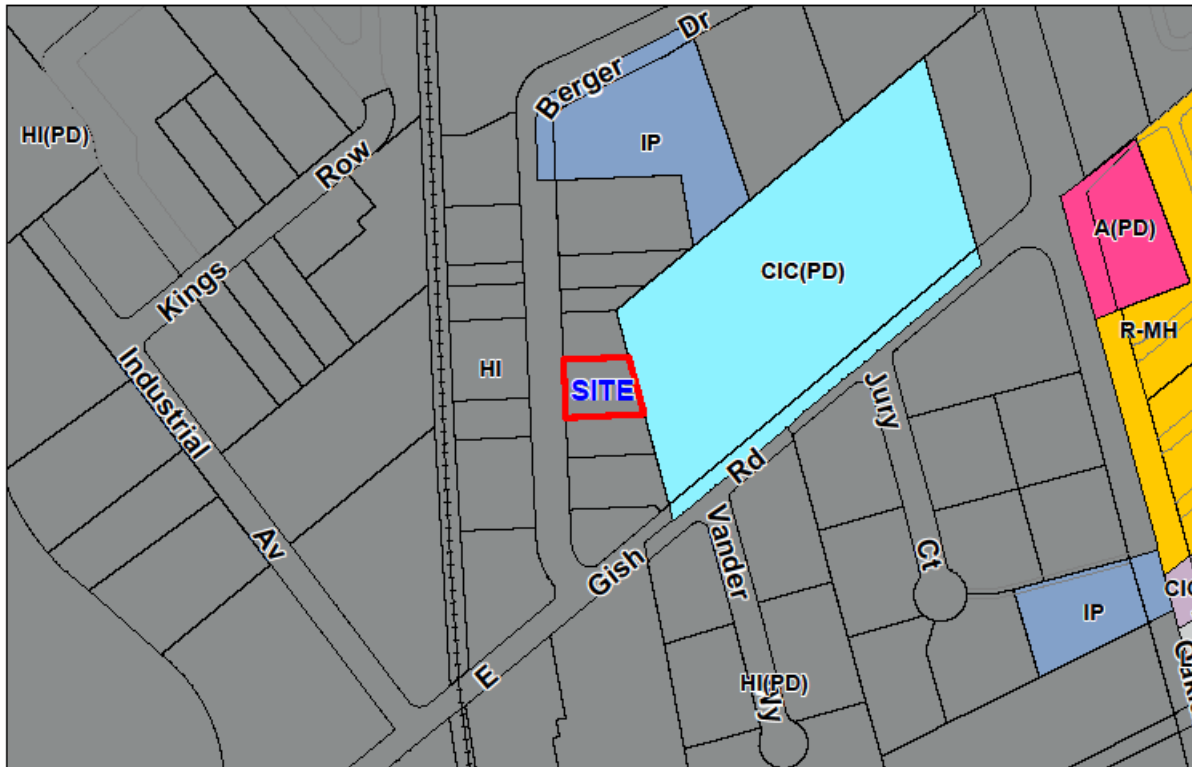 Berger Dr
HI(PD)
IP
Kings Row
A(PD)
CIC(PD)
R-MH
Industrial Av
HI
SITE
Jury Ct
E Gish Rd
Vander Wy
CIC
IP
HI(PD)